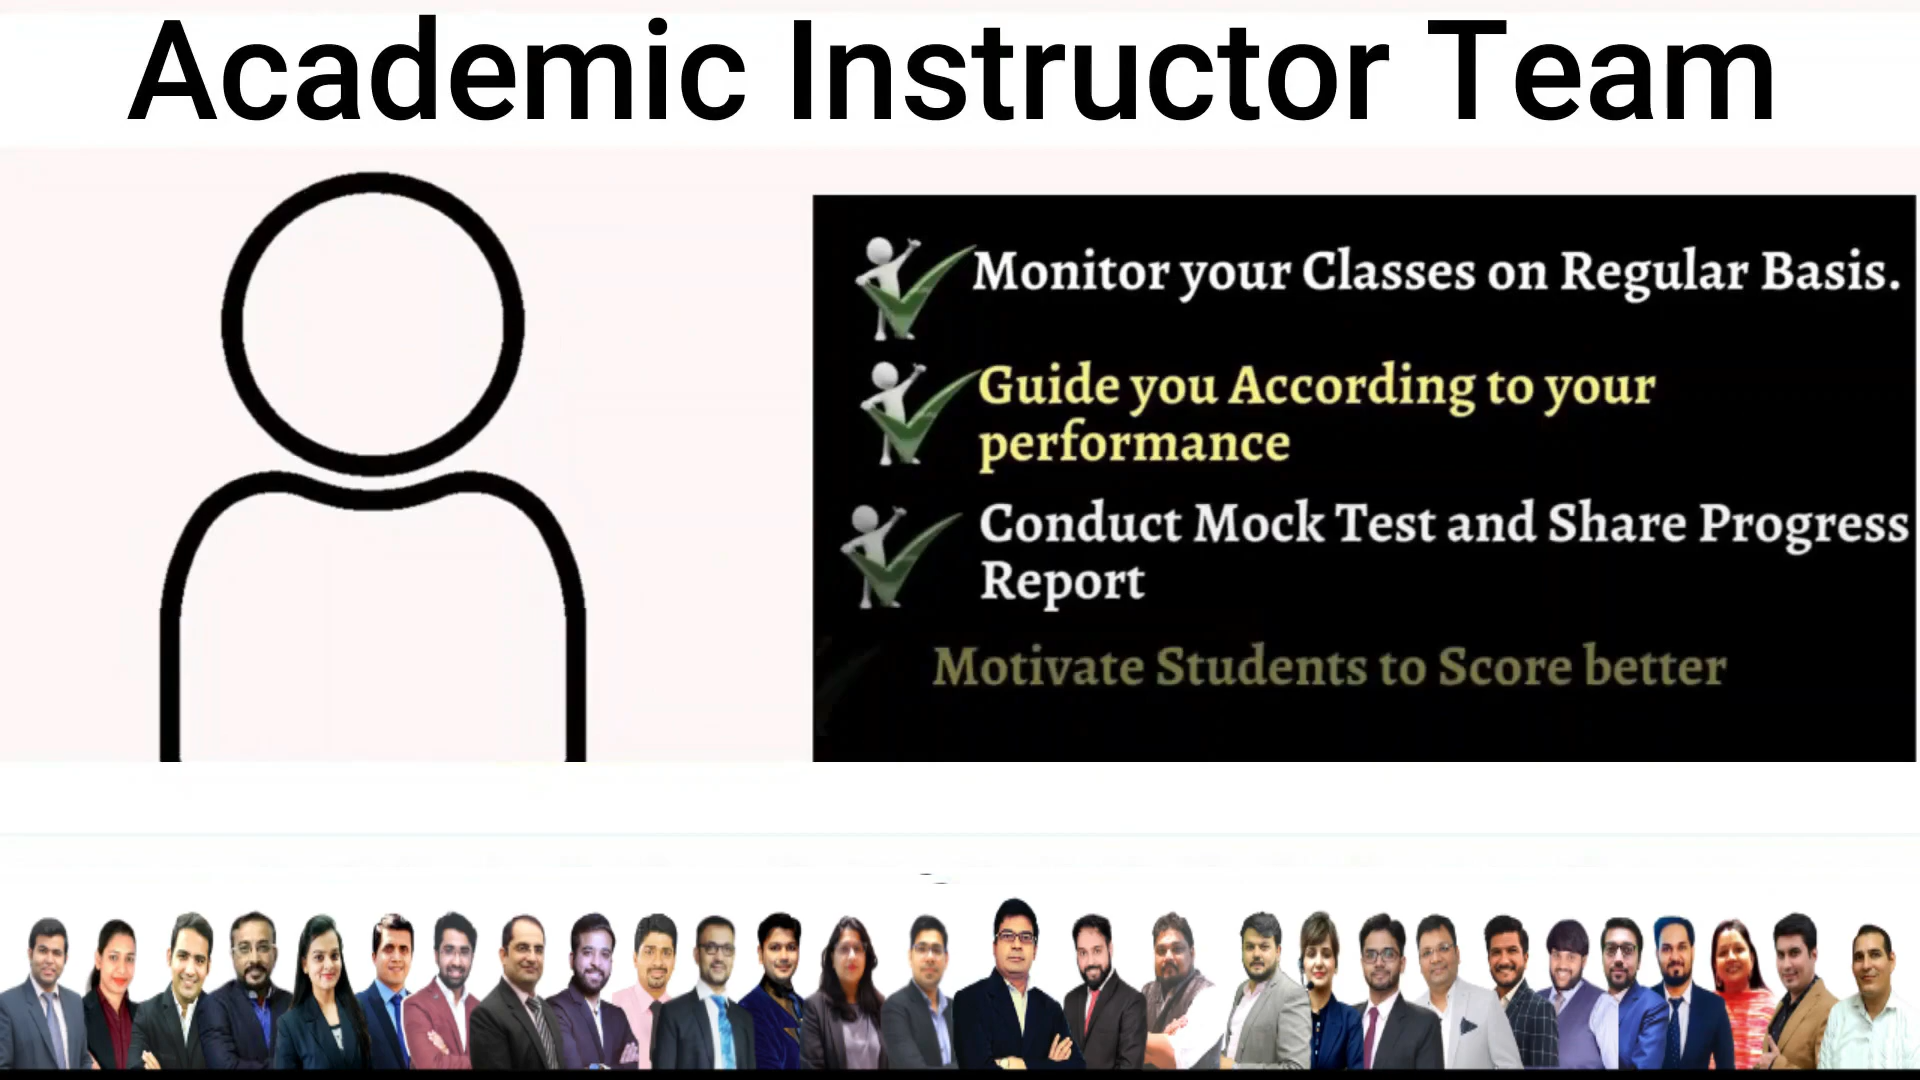 Academic Instructor Team
Monitor your Classes on Regular Basis.
Guide you According to your
performance
Conduct Mock Test and Share Progress
Report
Motivate Students to Score better